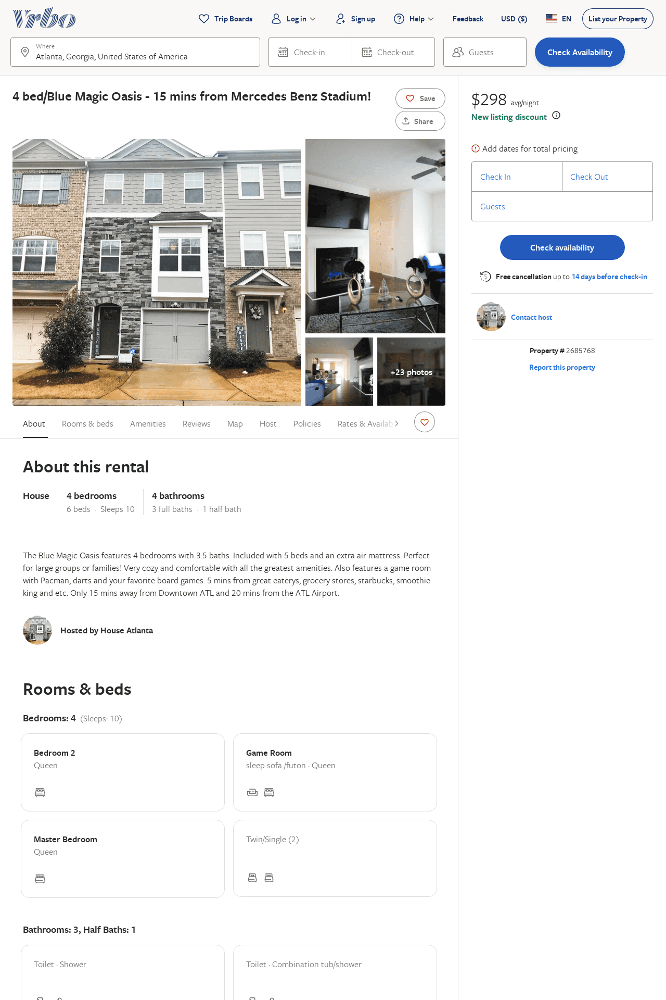 Vrbo
Trip Boards
Log in
Sign up
Help
Feedback
USD ($)
EN
List your Property
Where
Atlanta, Georgia, United States of America
Check-in
Check-out
Guests
Check Availability
4 bed/Blue Magic Oasis - 15 mins from Mercedes Benz Stadium!
Save
Share
WELCOME
+23 photos
$298 avg/night
New listing discount
Add dates for total pricing
Check In
Check Out
Guests
Check availability
Free cancellation up to 14 days before check-in
Contact host
Property # 2685768
Report this property
About
Rooms & beds
Amenities
Reviews
Map
Host
Policies
Rates & Availab
About this rental
House
4 bedrooms
6 beds · Sleeps 10
4 bathrooms
3 full baths · 1 half bath
The Blue Magic Oasis features 4 bedrooms with 3.5 baths. Included with 5 beds and an extra air mattress. Perfect
for large groups or families! Very cozy and comfortable with all the greatest amenities. Also features a game room
with Pacman, darts and your favorite board games. 5 mins from great eaterys, grocery stores, starbucks, smoothie
king and etc. Only 15 mins away from Downtown ATL and 20 mins from the ATL Airport.
Hosted by House Atlanta
Rooms & beds
Bedrooms: 4 (Sleeps: 10)
Bedroom 2
Queen
Game Room
sleep sofa /futon · Queen
Master Bedroom
Queen
Twin/Single (2)
Bathrooms: 3, Half Baths: 1
Toilet · Shower
Toilet · Combination tub/shower